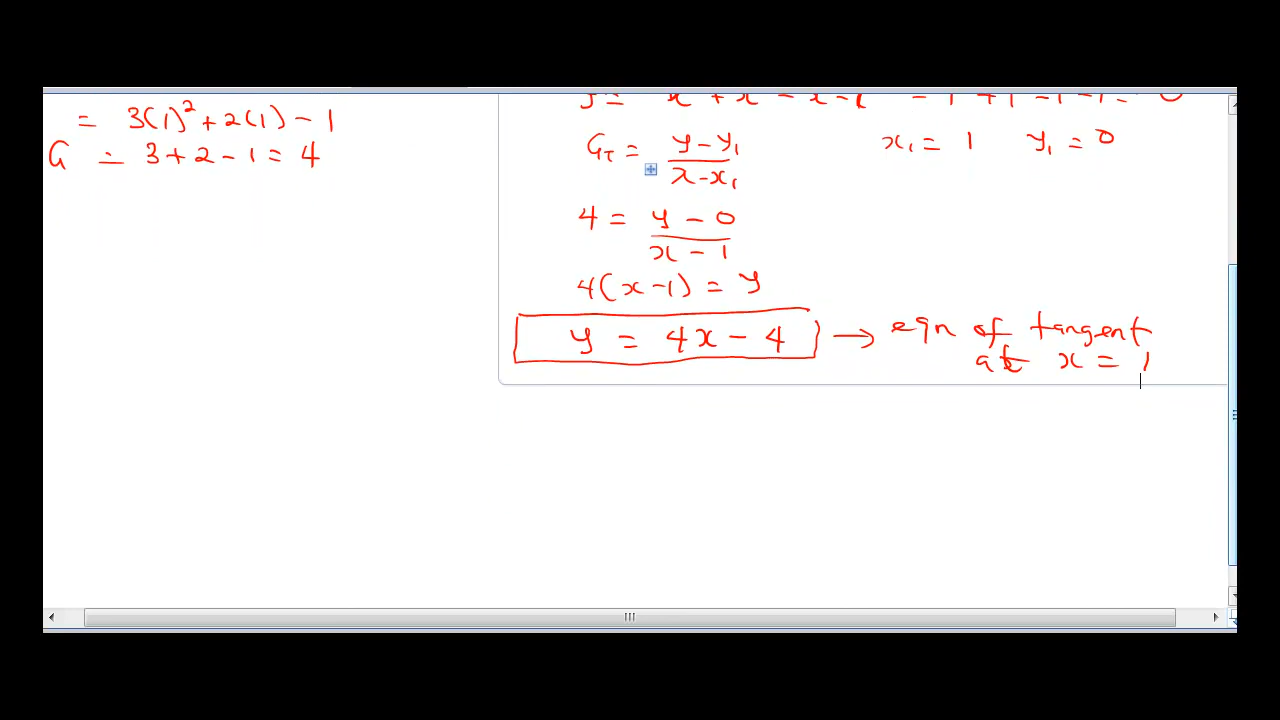 = 3(1)² + 2(1) - 1
G = 3 + 2 - 1 = 4
G_T = (y - y₁)/(x - x₁) x₁ = 1 y₁ = 0
4 = (y - 0)/(x - 1)
4(x - 1) = y
y = 4x - 4 → eqn of tangent
at x = 1